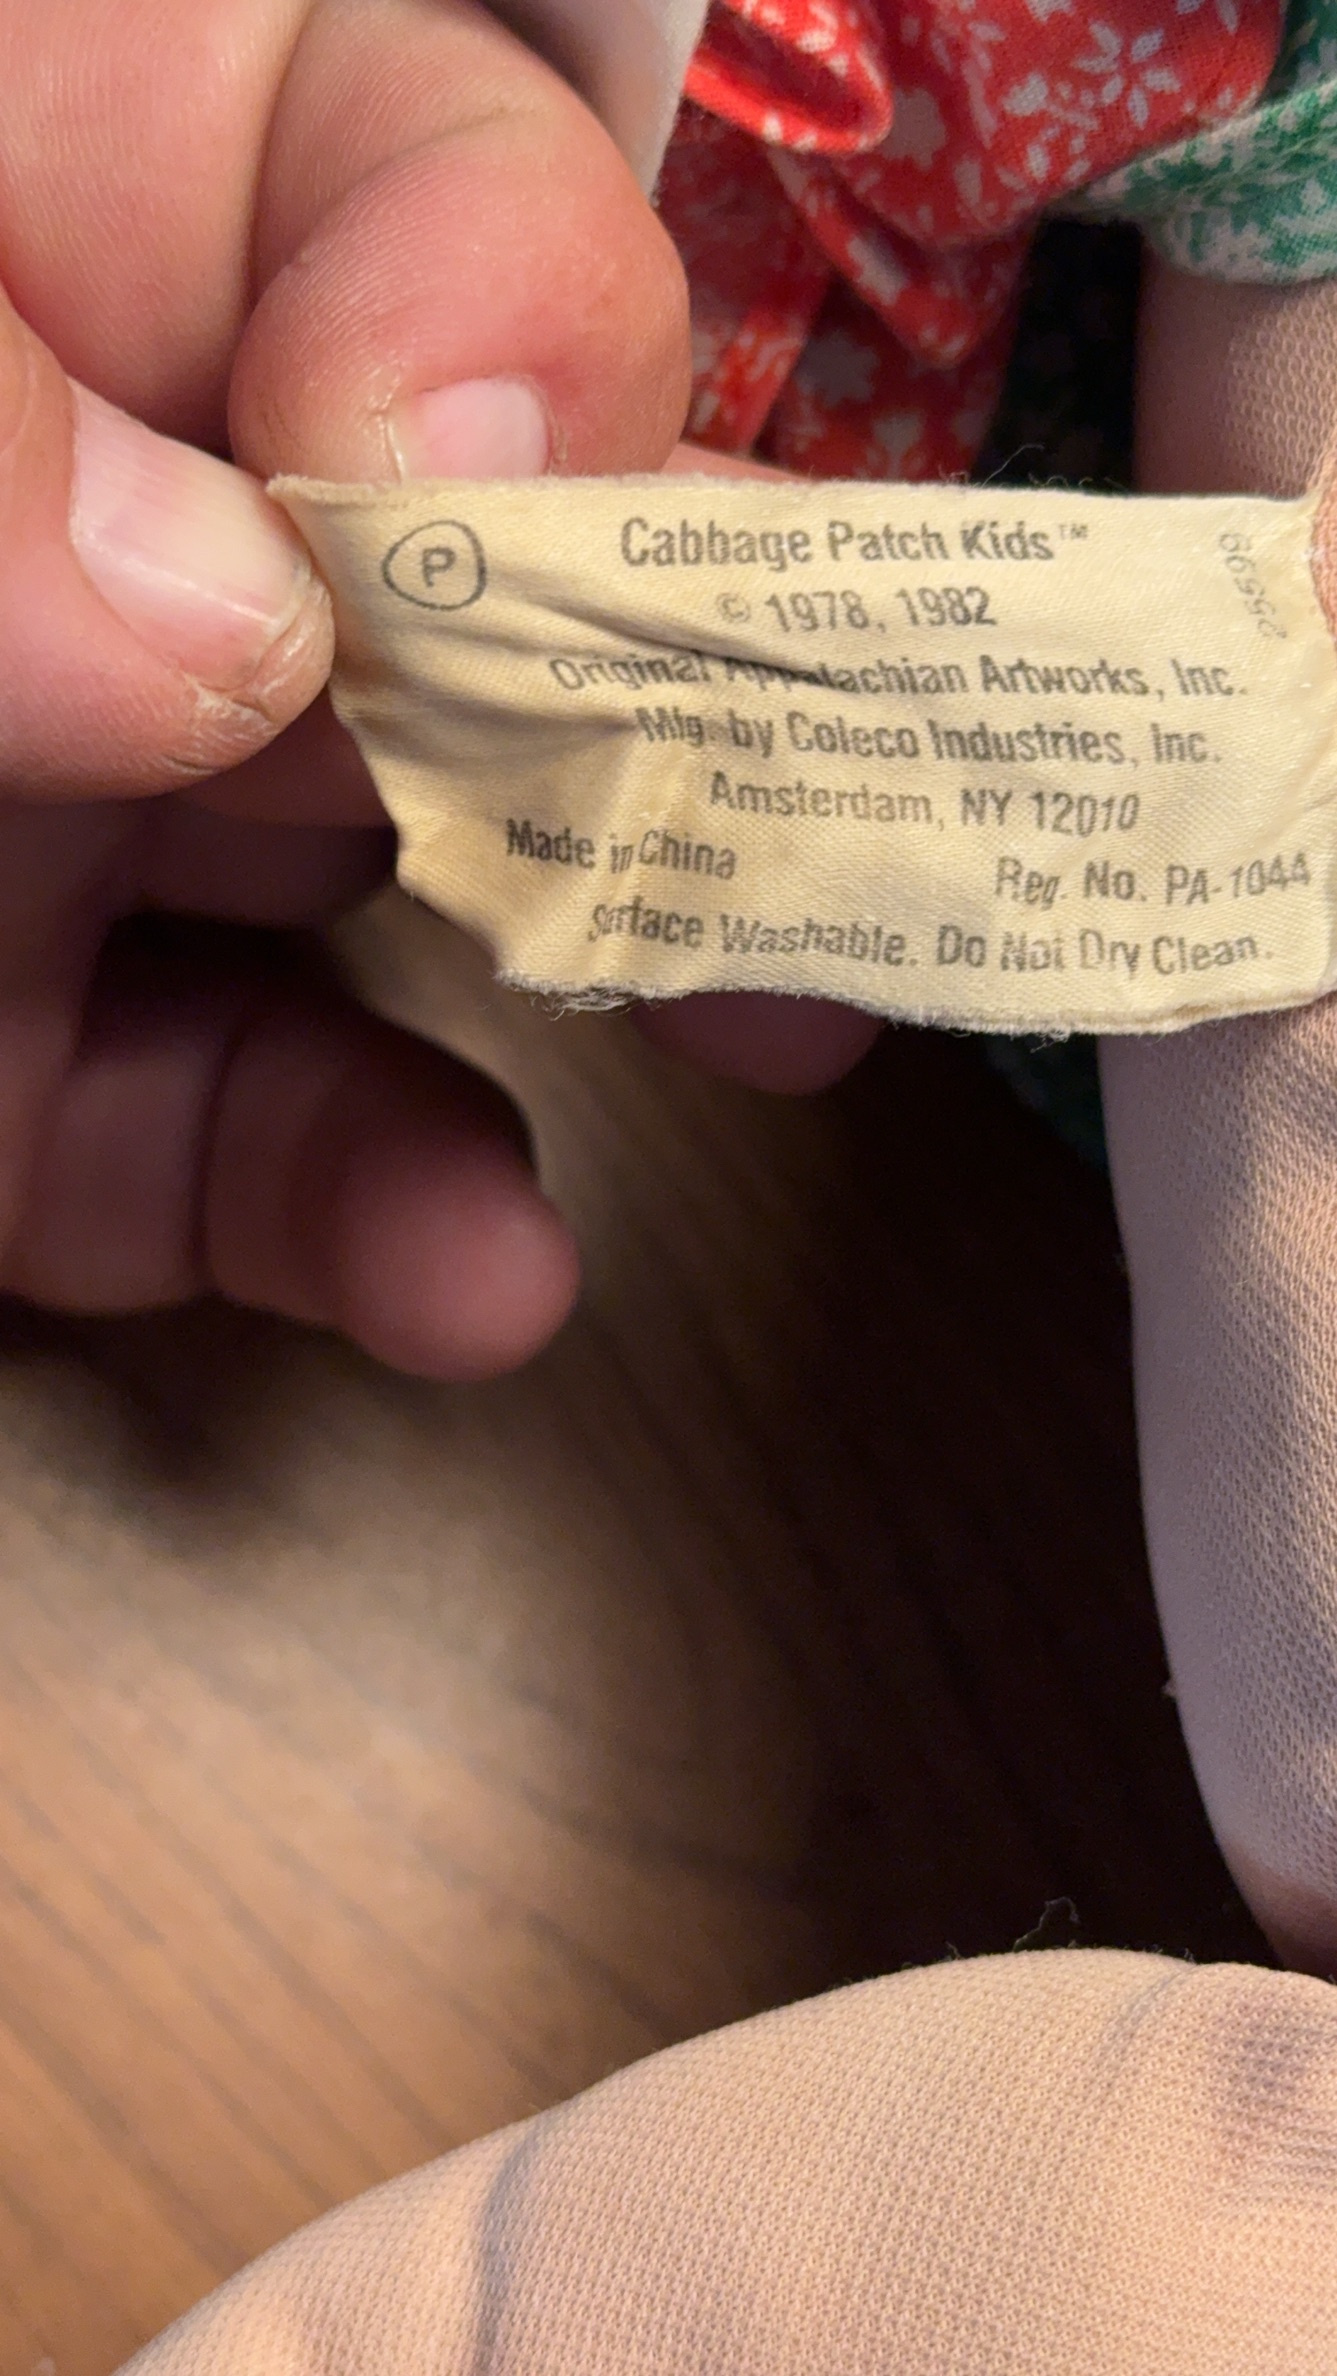 P
Cabbage Patch Kids™
© 1978, 1982
Original Appalachian Artworks, Inc.
Mfg. by Coleco Industries, Inc.
Amsterdam, NY 12010
Made in China Reg. No. PA-1044
Surface Washable. Do Not Dry Clean.